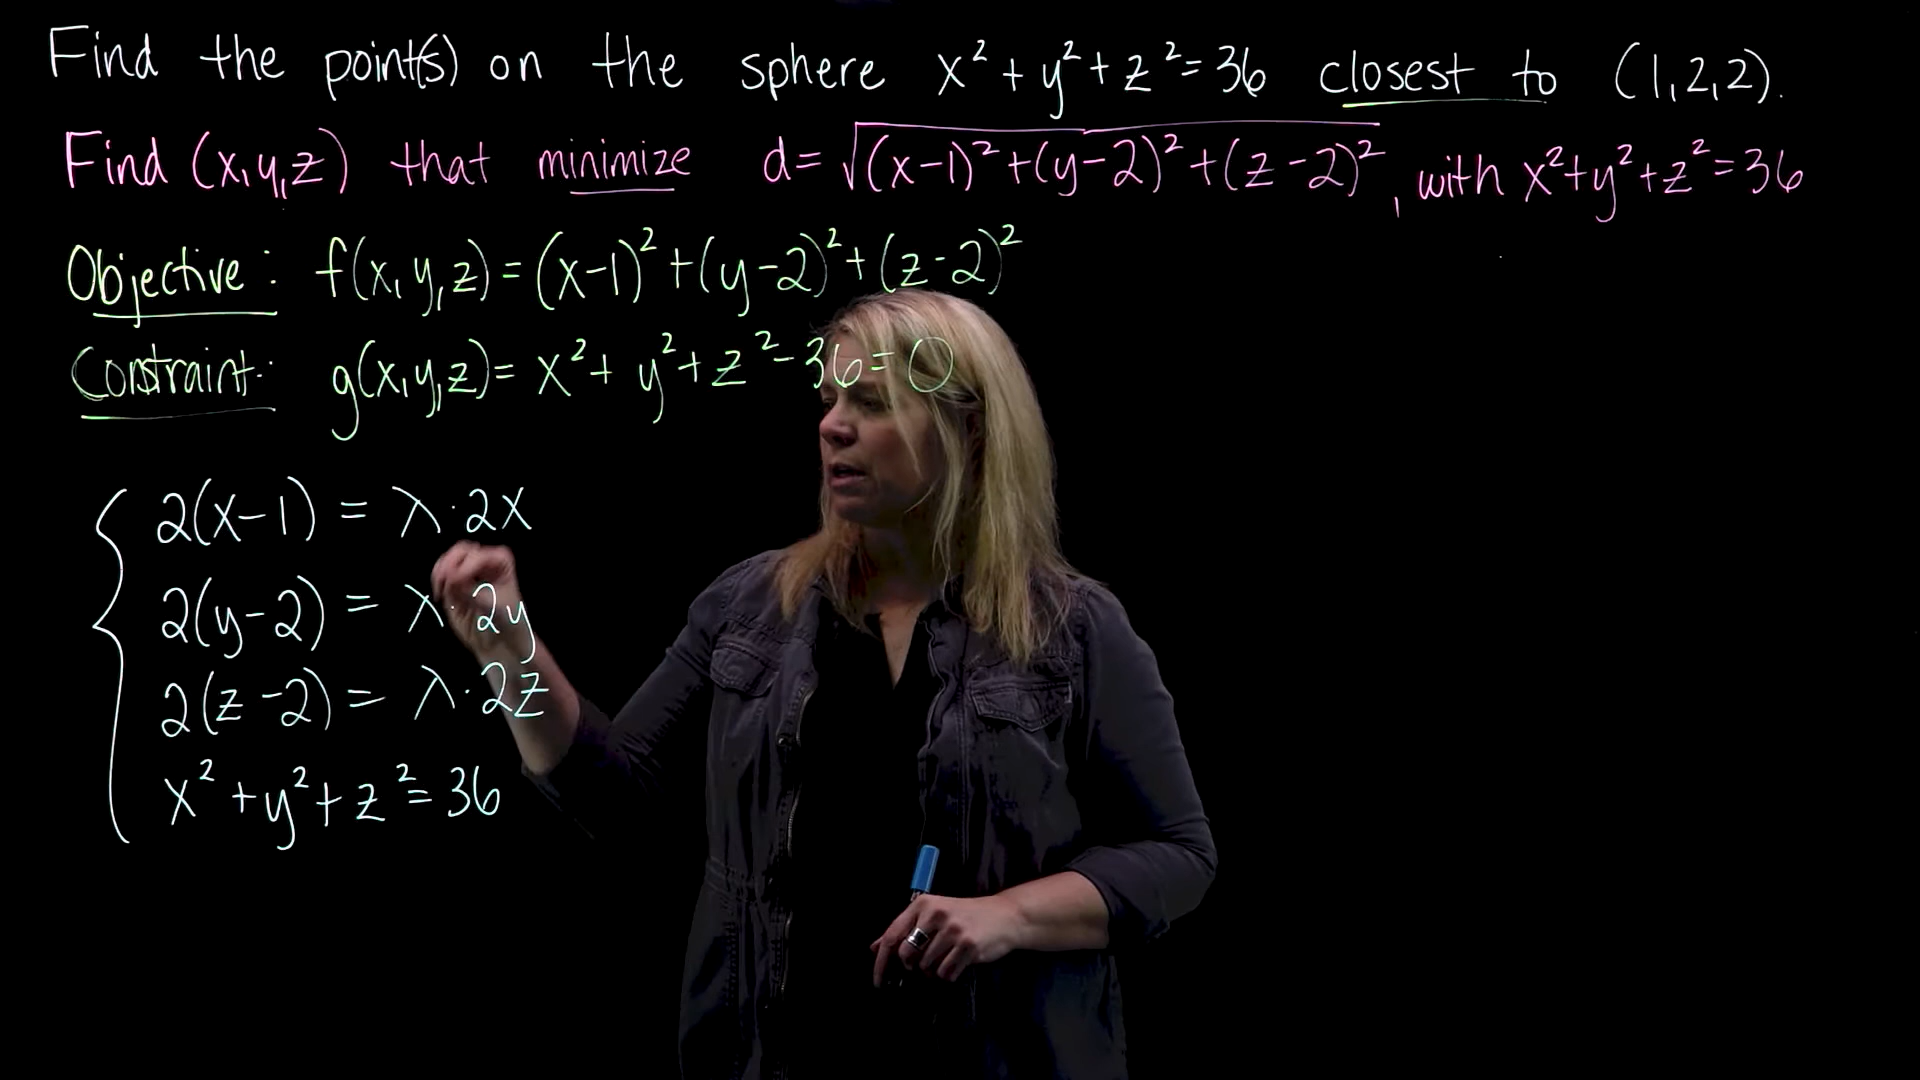 Find the point(s) on the sphere x²+y²+z²=36 closest to (1,2,2).
Find (x,y,z) that minimize d=√(x-1)²+(y-2)²+(z-2)², with x²+y²+z²=36
Objective: f(x,y,z)=(x-1)²+(y-2)²+(z-2)²
Constraint: g(x,y,z)=x²+y²+z²-36=0
2(x-1)=λ·2x
2(y-2)=λ·2y
2(z-2)=λ·2z
x²+y²+z²=36